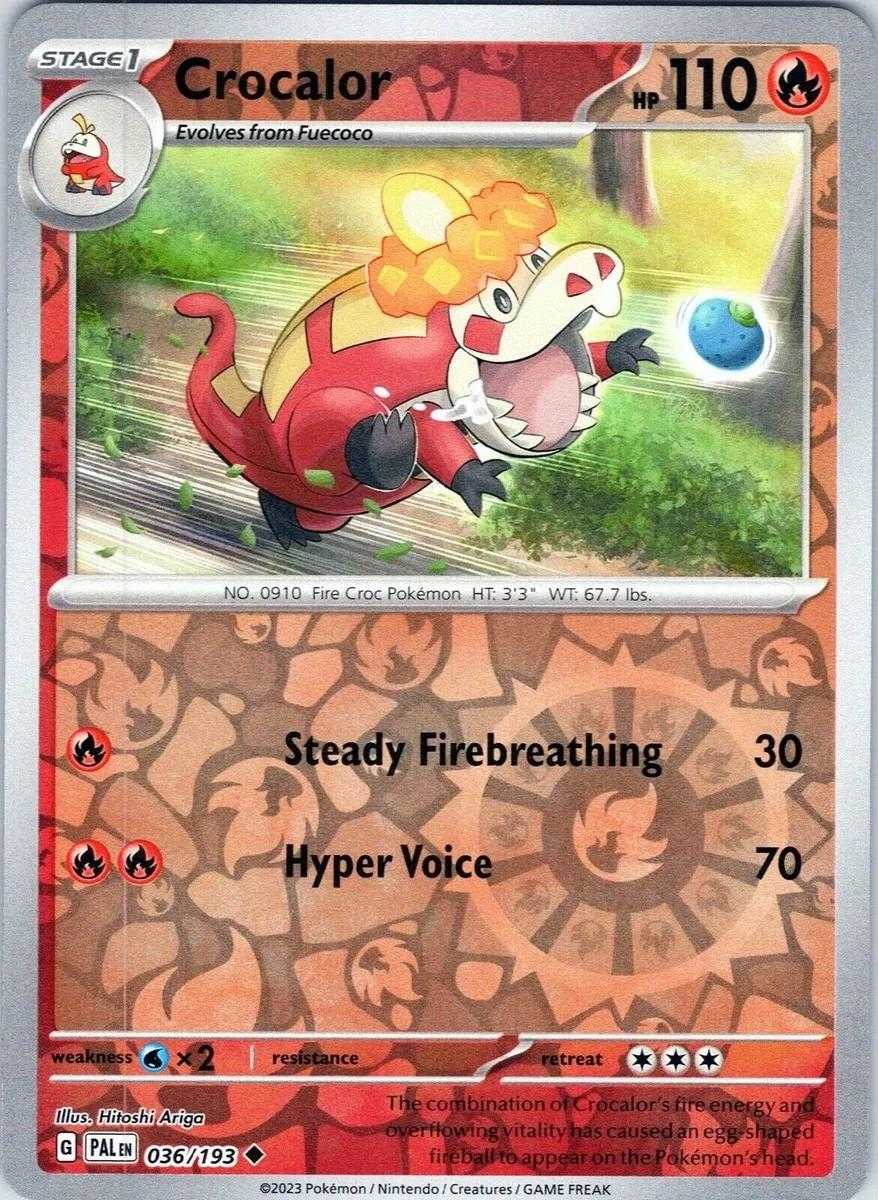 STAGE1
Crocalor
HP 110
Evolves from Fuecoco
NO. 0910 Fire Croc Pokémon HT: 3'3" WT: 67.7 lbs.
Steady Firebreathing 30
Hyper Voice 70
weakness ×2 resistance retreat
Illus. Hitoshi Ariga
G PAL EN 036/193
The combination of Crocalor's fire energy and
overflowing vitality has caused an egg-shaped
fireball to appear on the Pokémon's head.
©2023 Pokémon / Nintendo / Creatures / GAME FREAK